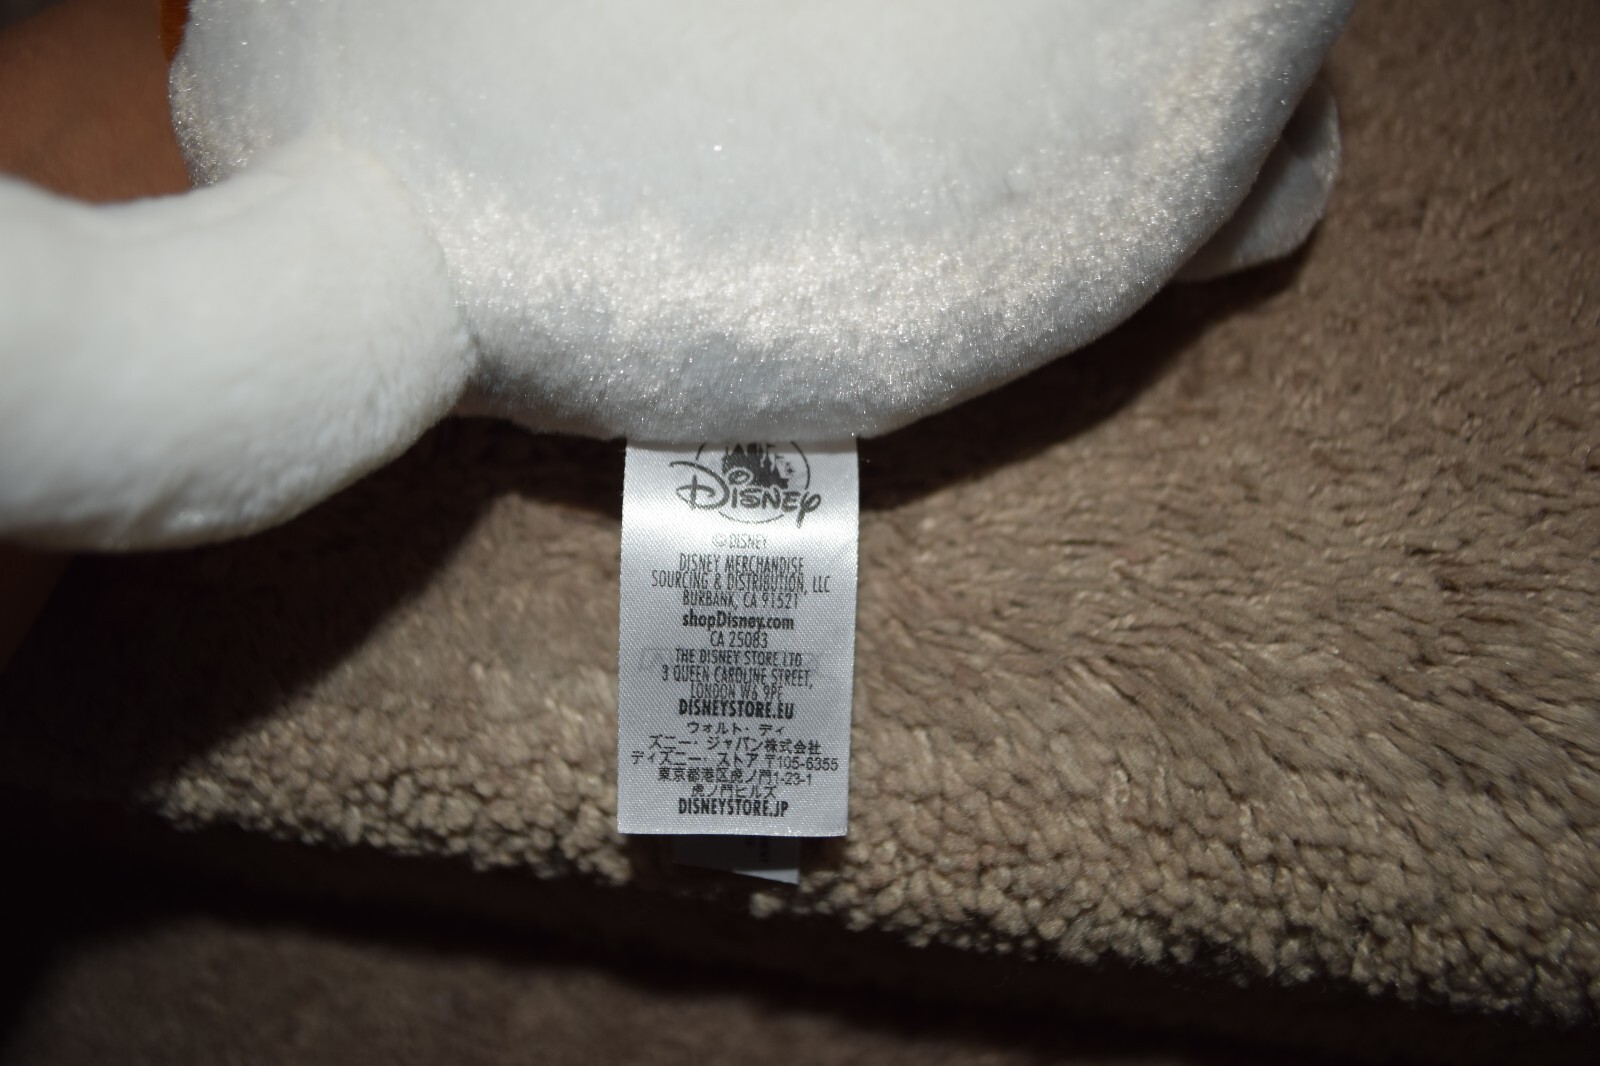 Disney
© DISNEY
DISNEY MERCHANDISE
SOURCING & DISTRIBUTION, LLC
BURBANK, CA 91521
shopDisney.com
CA 25083
THE DISNEY STORE LTD
3 QUEEN CAROLINE STREET,
LONDON W6 9PE
DISNEYSTORE.EU
ウォルト・ディ
ズニー・ジャパン株式会社
ディズニー・ストア 〒105-6355
東京都港区虎ノ門1-23-1
虎ノ門ヒルズ
DISNEYSTORE.JP